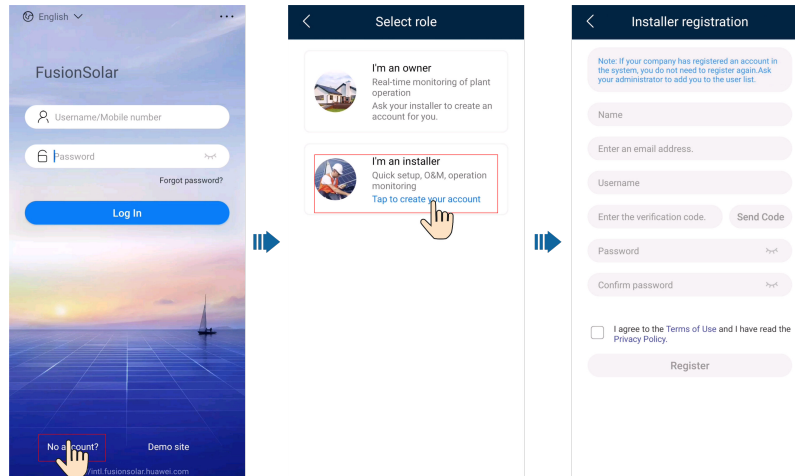 English
FusionSolar
Username/Mobile number
Password
Forgot password?
Log In
No account?
Demo site
/intl.fusionsolar.huawei.com
Select role
I'm an owner
Real-time monitoring of plant
operation
Ask your installer to create an
account for you.
I'm an installer
Quick setup, O&M, operation
monitoring
Tap to create your account
Installer registration
Note: If your company has registered an account in
the system, you do not need to register again.Ask
your administrator to add you to the user list.
Name
Enter an email address.
Username
Enter the verification code.
Send Code
Password
Confirm password
I agree to the Terms of Use and I have read the
Privacy Policy.
Register